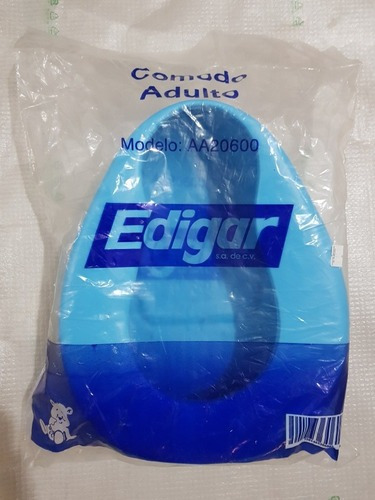 Comodo
Adulto
Modelo: AA20600
Edigar
s.a. de c.v.